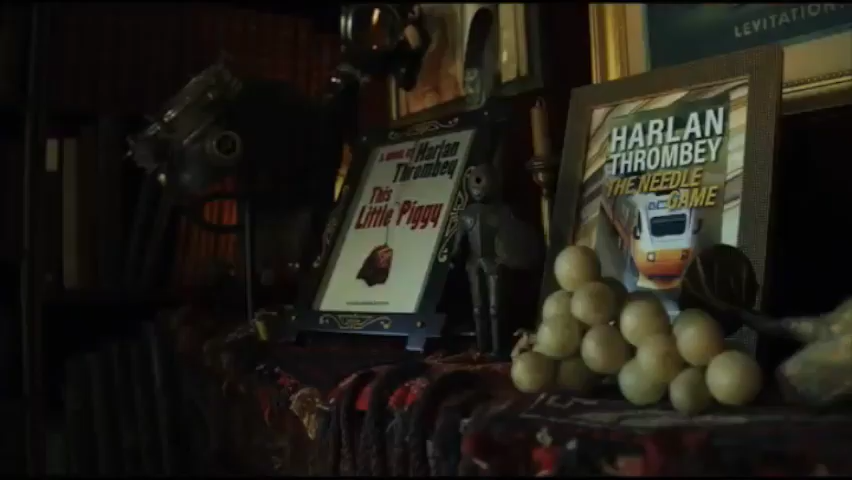 LEVITATION
A NOVEL BY Harlan
Thrombey
This
Little Piggy
HARLAN
THROMBEY
THE NEEDLE
GAME